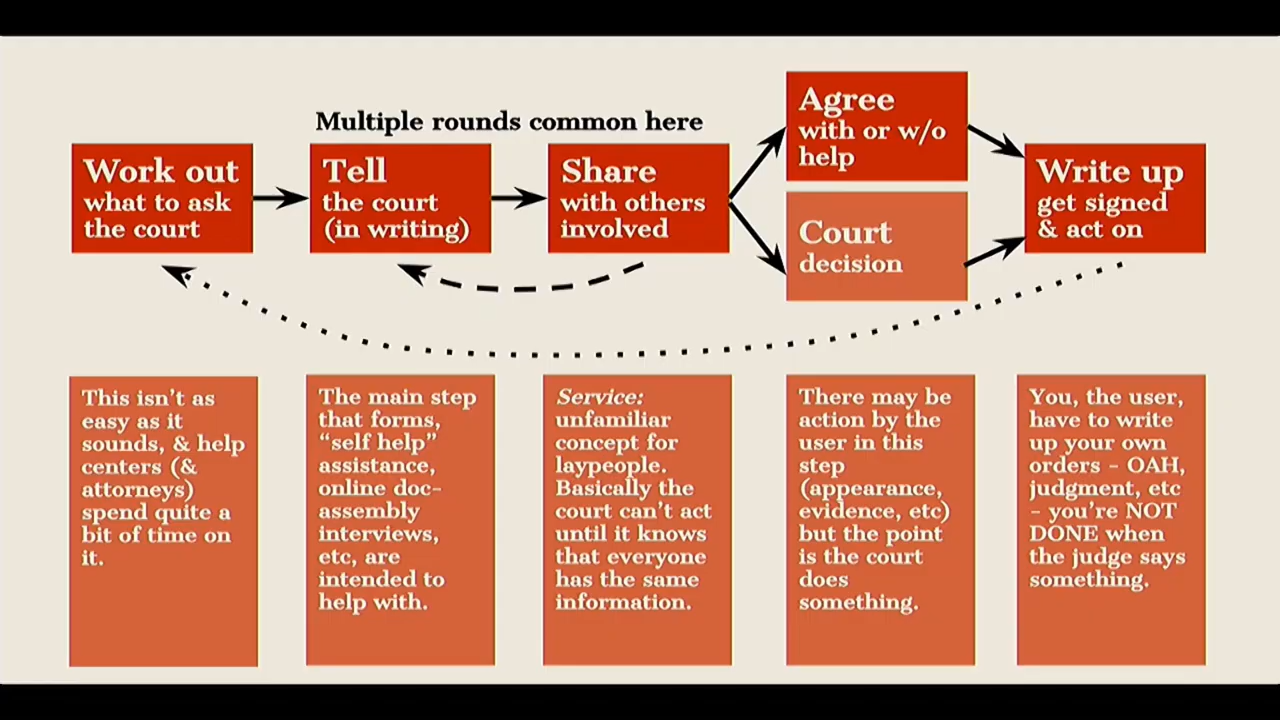 Multiple rounds common here
Work out
what to ask
the court
Tell
the court
(in writing)
Share
with others
involved
Agree
with or w/o
help
Court
decision
Write up
get signed
& act on
This isn't as
easy as it
sounds, & help
centers (&
attorneys)
spend quite a
bit of time on
it.
The main step
that forms,
“self help”
assistance,
online doc-
assembly
interviews,
etc, are
intended to
help with.
Service:
unfamiliar
concept for
laypeople.
Basically the
court can't act
until it knows
that everyone
has the same
information.
There may be
action by the
user in this
step
(appearance,
evidence, etc)
but the point
is the court
does
something.
You, the user,
have to write
up your own
orders – OAH,
judgment, etc
– you're NOT
DONE when
the judge says
something.